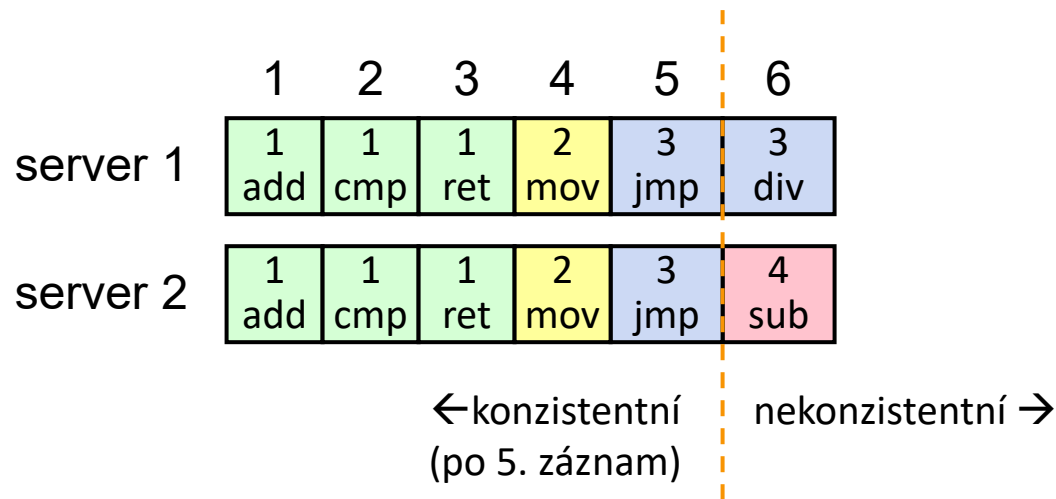 1 2 3 4 5 6
server 1
1 1 1 2 3 3
add cmp ret mov jmp div
server 2
1 1 1 2 3 4
add cmp ret mov jmp sub
←konzistentní nekonzistentní →
(po 5. záznam)